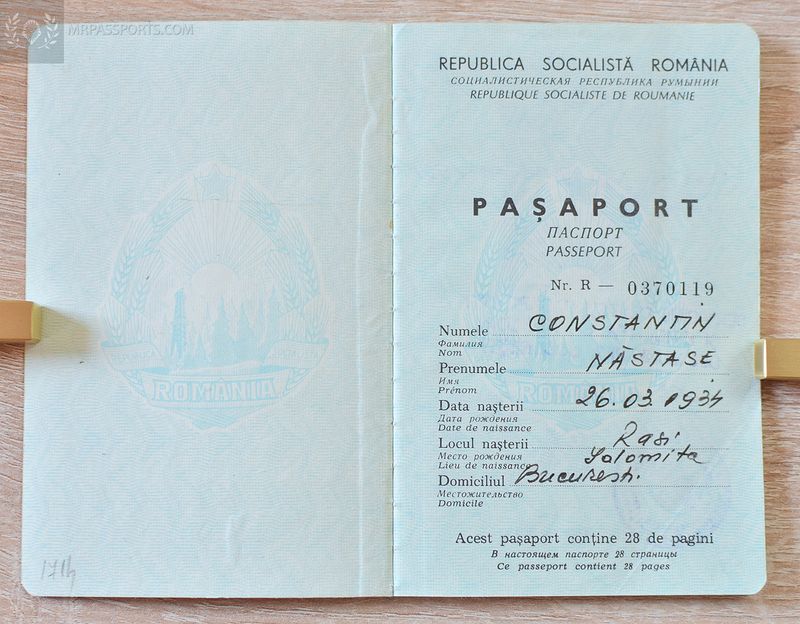 MRPASSPORTS.COM
ROMÂNIA
REPUBLICA SOCIALISTĂ ROMÂNIA
СОЦИАЛИСТИЧЕСКАЯ РЕСПУБЛИКА РУМЫНИИ
REPUBLIQUE SOCIALISTE DE ROUMANIE
PAȘAPORT
ПАСПОРТ
PASSEPORT
Nr. R — 0370119
Numele CONSTANTIN
Фамилия
Nom
Prenumele NĂSTASE
Имя
Prénom
Data nașterii 26.03.1934
Дата рождения
Date de naissance
Locul nașterii Rasi
Место рождения Ialomita
Lieu de naissance
Domiciliul Bucuresti.
Местожительство
Domicile
Acest pașaport conține 28 de pagini
В настоящем паспорте 28 страницы
Ce passeport contient 28 pages